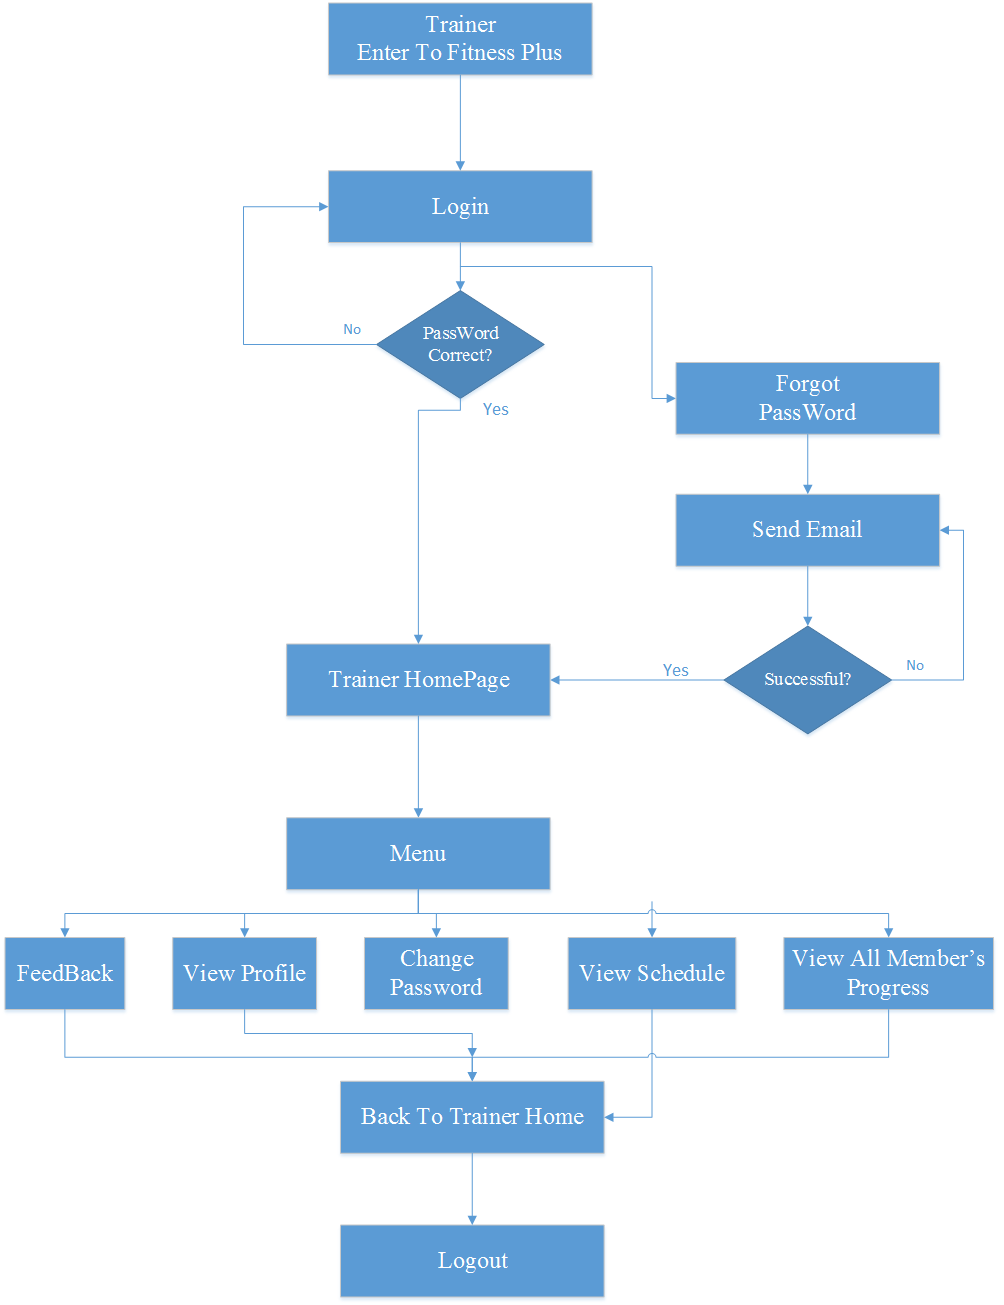 Trainer
Enter To Fitness Plus
Login
No
PassWord
Correct?
Yes
Forgot
PassWord
Send Email
Trainer HomePage
Yes
Successful?
No
Menu
FeedBack
View Profile
Change
Password
View Schedule
View All Member's
Progress
Back To Trainer Home
Logout